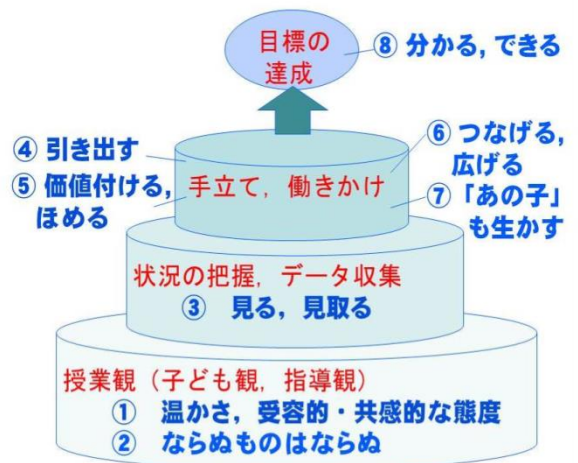 目標の
達成
⑧ 分かる,できる
④ 引き出す
⑤ 価値付ける,
ほめる
手立て,働きかけ
⑥ つなげる,
広げる
⑦ 「あの子」
も生かす
状況の把握,データ収集
③ 見る,見取る
授業観(子ども観,指導観)
① 温かさ,受容的・共感的な態度
② ならぬものはならぬ